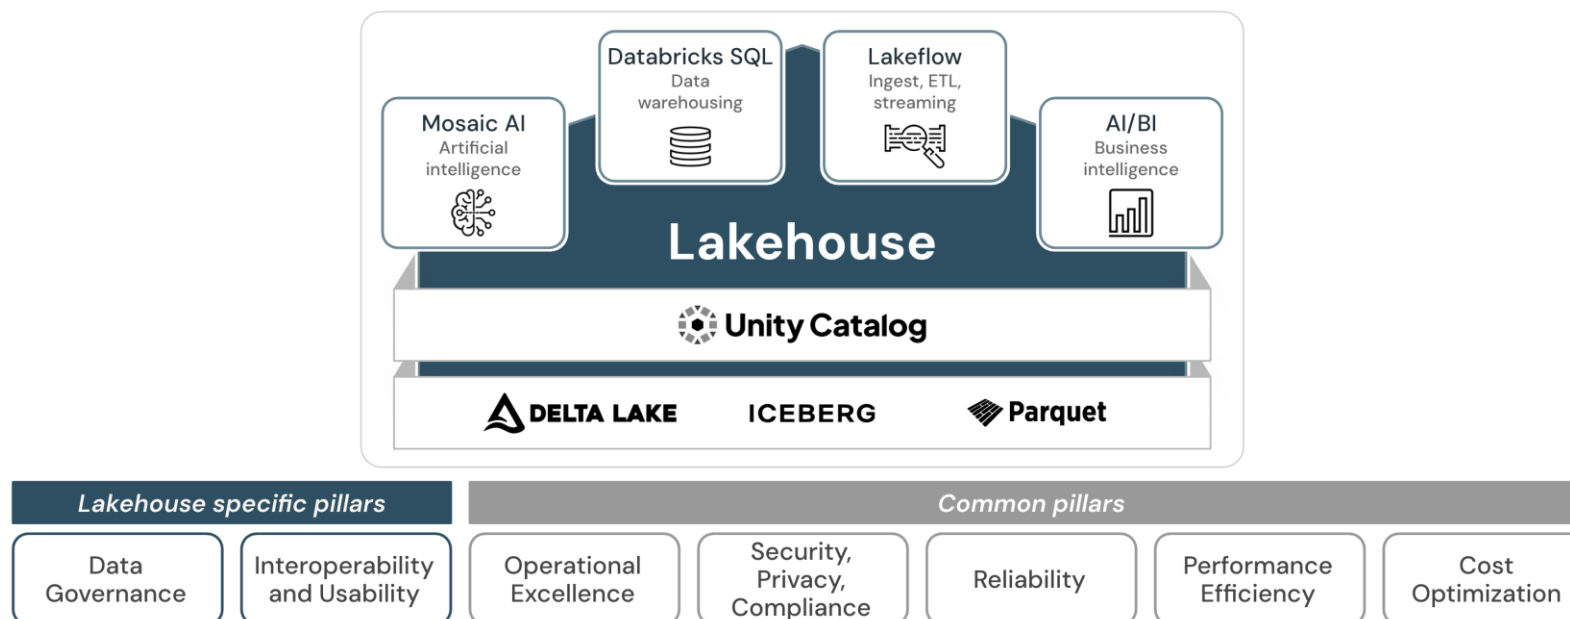 Databricks SQL
Data
warehousing
Lakeflow
Ingest, ETL,
streaming
Mosaic AI
Artificial
intelligence
AI/BI
Business
intelligence
Lakehouse
Unity Catalog
DELTA LAKE
ICEBERG
Parquet
Lakehouse specific pillars
Common pillars
Data
Governance
Interoperability
and Usability
Operational
Excellence
Security,
Privacy,
Compliance
Reliability
Performance
Efficiency
Cost
Optimization